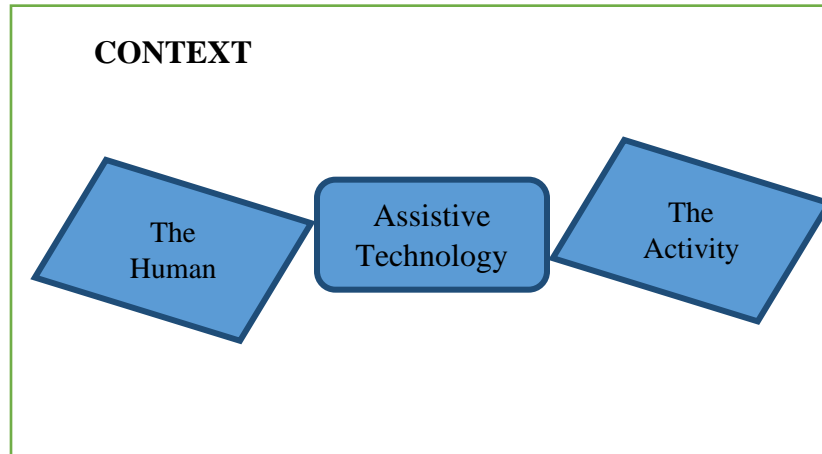 CONTEXT
The
Human
Assistive
Technology
The
Activity